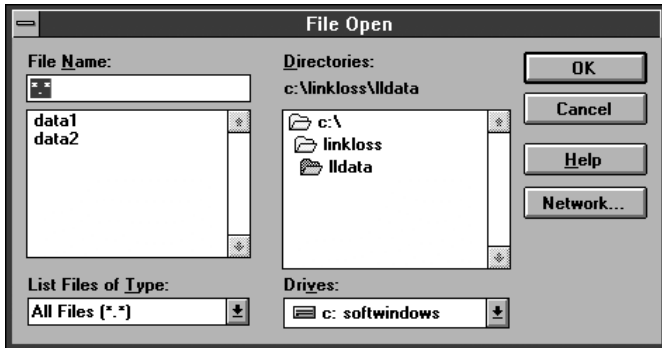 File Open
File Name:
*.*
data1
data2
List Files of Type:
All Files (*.*)
Directories:
c:\linkloss\lldata
c:\
linkloss
lldata
Drives:
c: softwindows
OK
Cancel
Help
Network...